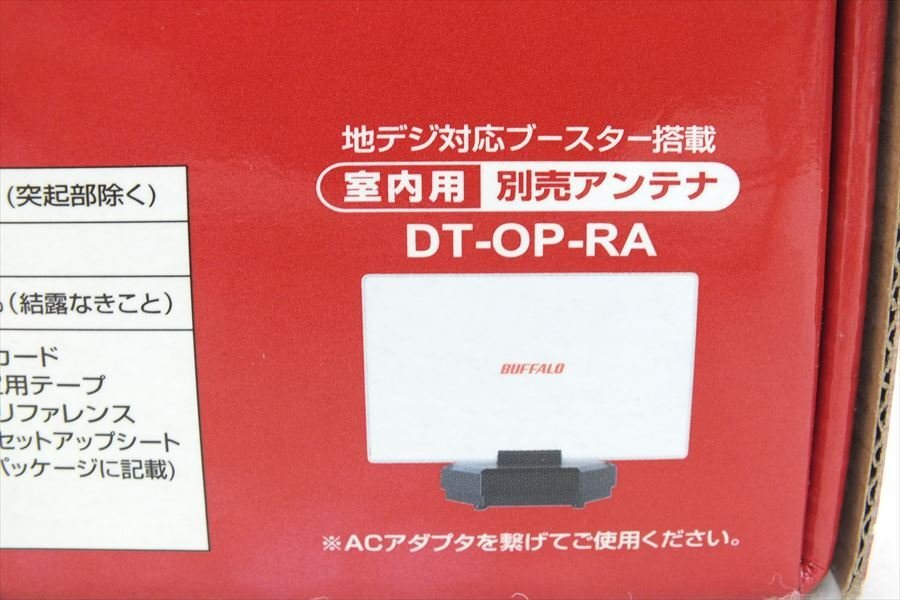 (突起部除く)
(結露なきこと)
カード
用テープ
リファレンス
セットアップシート
パッケージに記載)
地デジ対応ブースター搭載
室内用 別売アンテナ
DT-OP-RA
BUFFALO
※ACアダプタを繋げてご使用ください。